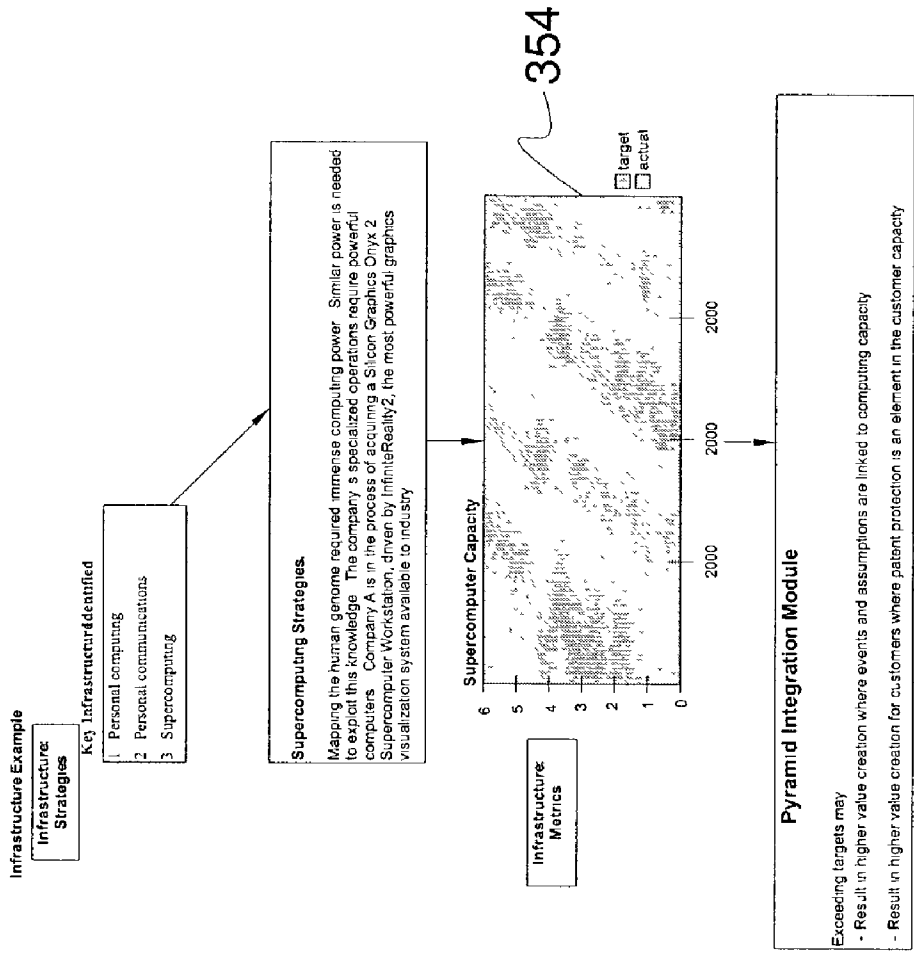 Infrastructure Example
Infrastructure:
Strategies
Key Infrastructure Identified
1 Personal computing
2 Personal communications
3 Supercomputing
Supercomputing Strategies.
Mapping the human genome required immense computing power Similar power is needed
to exploit this knowledge The company s specialized operations require powerful
computers Company A is in the process of acquiring a Silicon Graphics Onyx 2
Supercomputer Workstation, driven by InfiniteReality2, the most powerful graphics
visualization system available to industry
Infrastructure:
Metrics
Supercomputer Capacity
6
5
4
3
2
1
0
2000
2000
2000
target
actual
354
Pyramid Integration Module
Exceeding targets may
- Result in higher value creation where events and assumptions are linked to computing capacity
- Result in higher value creation for customers where patent protection is an element in the customer capacity